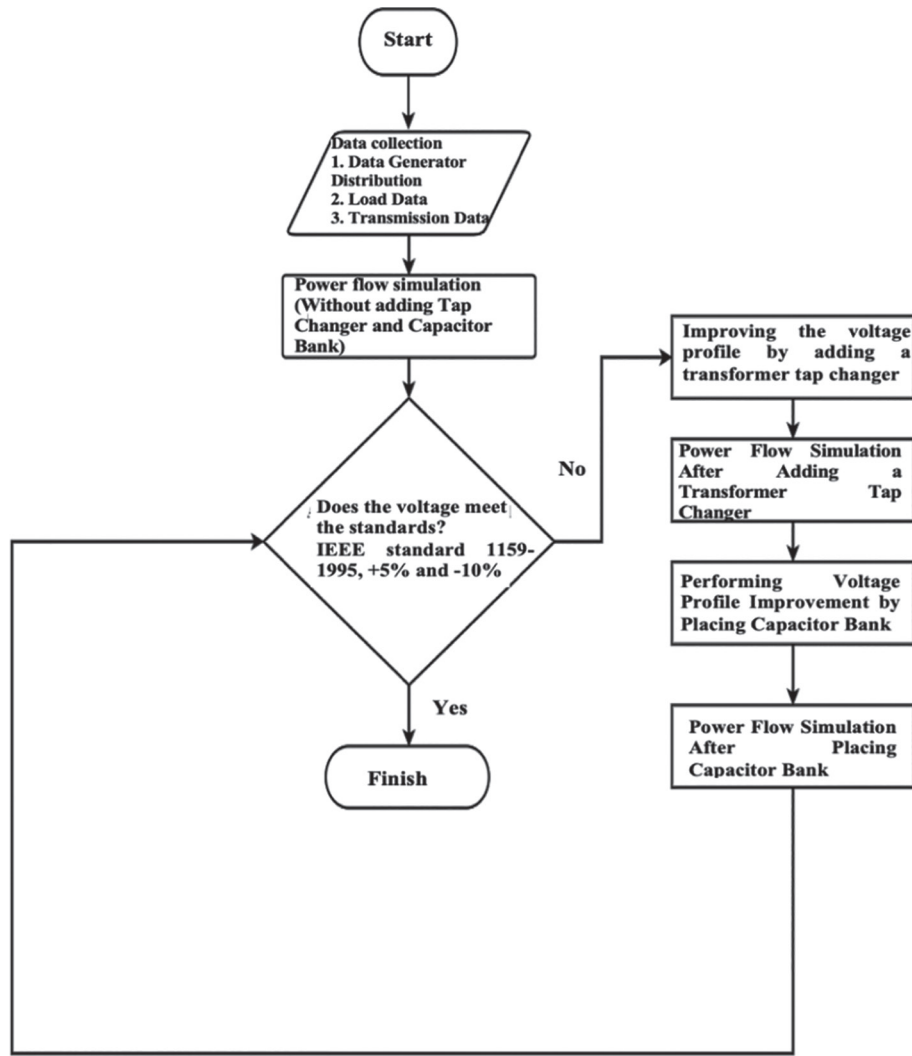 Start
Data collection
1. Data Generator
Distribution
2. Load Data
3. Transmission Data
Power flow simulation
(Without adding Tap
Changer and Capacitor
Bank)
Does the voltage meet
the standards?
IEEE standard 1159-
1995, +5% and -10%
No
Yes
Finish
Improving the voltage
profile by adding a
transformer tap changer
Power Flow Simulation
After Adding a
Transformer Tap
Changer
Performing Voltage
Profile Improvement by
Placing Capacitor Bank
Power Flow Simulation
After Placing
Capacitor Bank